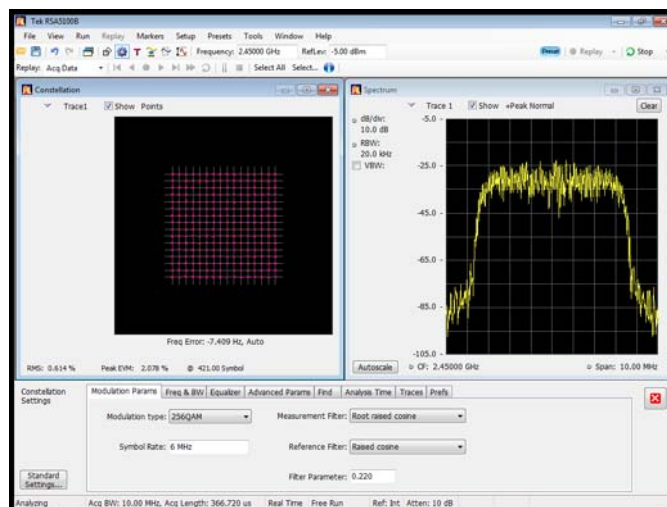 Tek RSA5100B
File View Run Replay Markers Setup Presets Tools Window Help
Frequency: 2.45000 GHz RefLev: -5.00 dBm Preset Replay Stop
Replay: Acq Data Select All Select...
Constellation
Trace1 Show Points
Freq Error: -7.409 Hz, Auto
RMS: 0.614 % Peak EVM: 2.078 % @ 421.00 Symbol
Spectrum
Trace 1 Show +Peak Normal Clear
dB/div:
10.0 dB
RBW:
20.0 kHz
VBW:
-5.0
-25.0
-45.0
-65.0
-85.0
-105.0
Autoscale CF: 2.45000 GHz Span: 10.00 MHz
Constellation
Settings
Modulation Params Freq & BW Equalizer Advanced Params Find Analysis Time Traces Prefs
Modulation type: 256QAM Measurement Filter: Root raised cosine
Symbol Rate: 6 MHz Reference Filter: Raised cosine
Filter Parameter: 0.220
Standard
Settings...
Analyzing Acq BW: 10.00 MHz, Acq Length: 366.720 us Real Time Free Run Ref: Int Atten: 10 dB